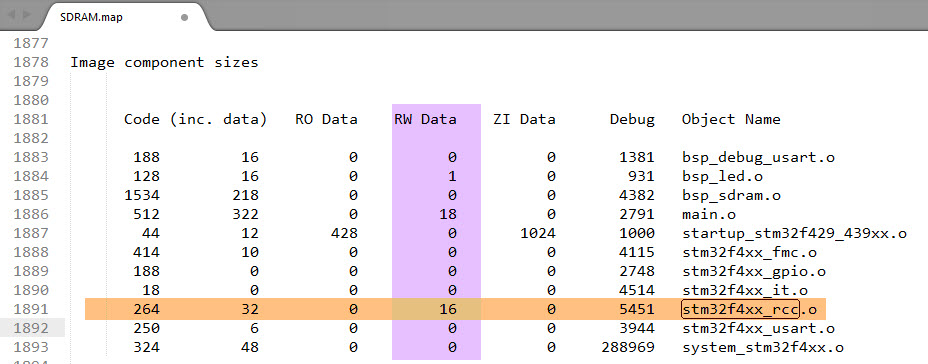 SDRAM.map
1877
1878 Image component sizes
1879
1880
1881 Code (inc. data) RO Data RW Data ZI Data Debug Object Name
1882
1883 188 16 0 0 0 1381 bsp_debug_usart.o
1884 128 16 0 1 0 931 bsp_led.o
1885 1534 218 0 0 0 4382 bsp_sdram.o
1886 512 322 0 18 0 2791 main.o
1887 44 12 428 0 1024 1000 startup_stm32f429_439xx.o
1888 414 10 0 0 0 4115 stm32f4xx_fmc.o
1889 188 0 0 0 0 2748 stm32f4xx_gpio.o
1890 18 0 0 0 0 4514 stm32f4xx_it.o
1891 264 32 0 16 0 5451 stm32f4xx_rcc.o
1892 250 6 0 0 0 3944 stm32f4xx_usart.o
1893 324 48 0 0 0 288969 system_stm32f4xx.o